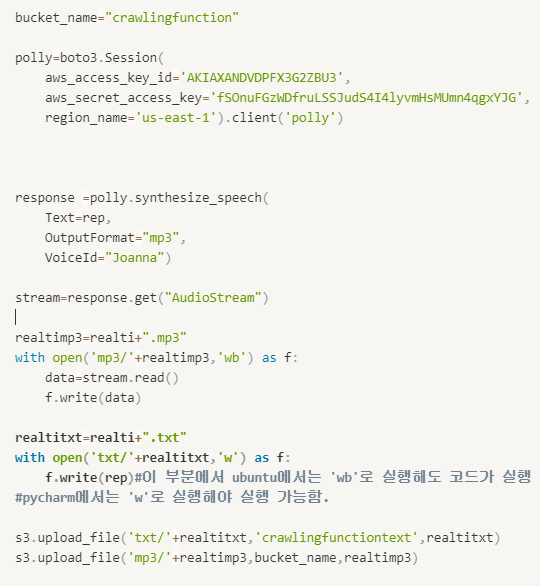 bucket_name="crawlingfunction"
polly=boto3.Session(
aws_access_key_id='AKIAXANDVDPFX3G2ZBU3',
aws_secret_access_key='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',
region_name='us-east-1').client('polly')
response =polly.synthesize_speech(
Text=rep,
OutputFormat="mp3",
VoiceId="Joanna")
stream=response.get("AudioStream")
realtimp3=realti+".mp3"
with open('mp3/'+realtimp3,'wb') as f:
data=stream.read()
f.write(data)
realtitxt=realti+".txt"
with open('txt/'+realtitxt,'w') as f:
f.write(rep)#이 부분에서 ubuntu에서는 'wb'로 실행해도 코드가 실행
#pycharm에서는 'w'로 실행해야 실행 가능함.
s3.upload_file('txt/'+realtitxt,'crawlingfunctiontext',realtitxt)
s3.upload_file('mp3/'+realtimp3,bucket_name,realtimp3)